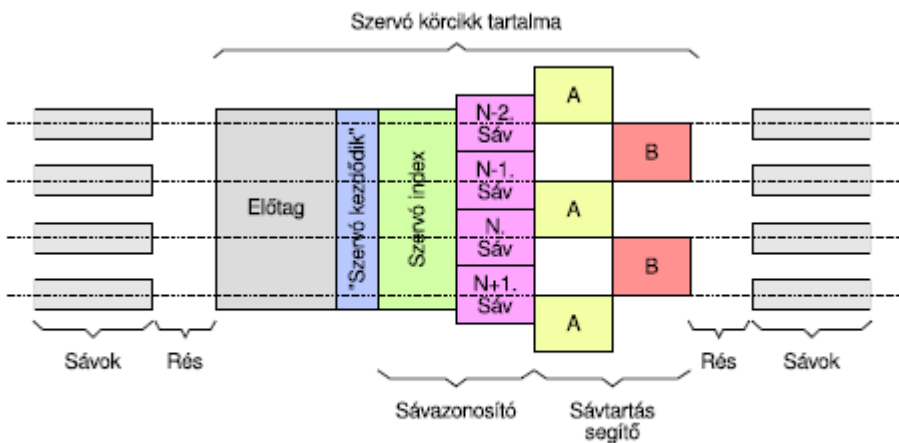 Szervó körcikk tartalma
A
N-2.
Sáv
B
N-1.
Sáv
Előtag
"Szervó kezdődik"
Szervó index
A
N.
Sáv
B
N+1.
Sáv
A
Sávok
Rés
Rés
Sávok
Sávazonosító
Sávtartás
segítő